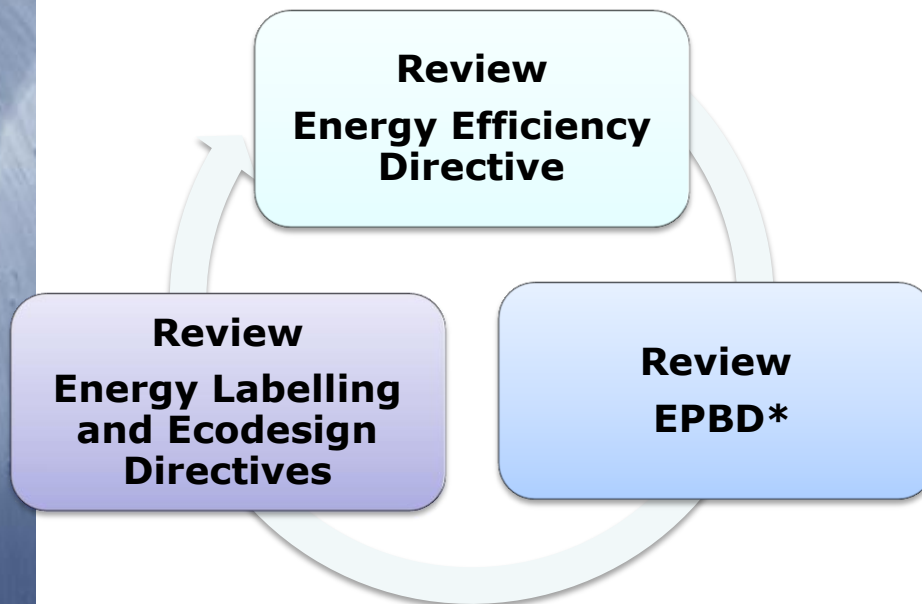 Review
Energy Efficiency
Directive
Review
Energy Labelling
and Ecodesign
Directives
Review
EPBD*